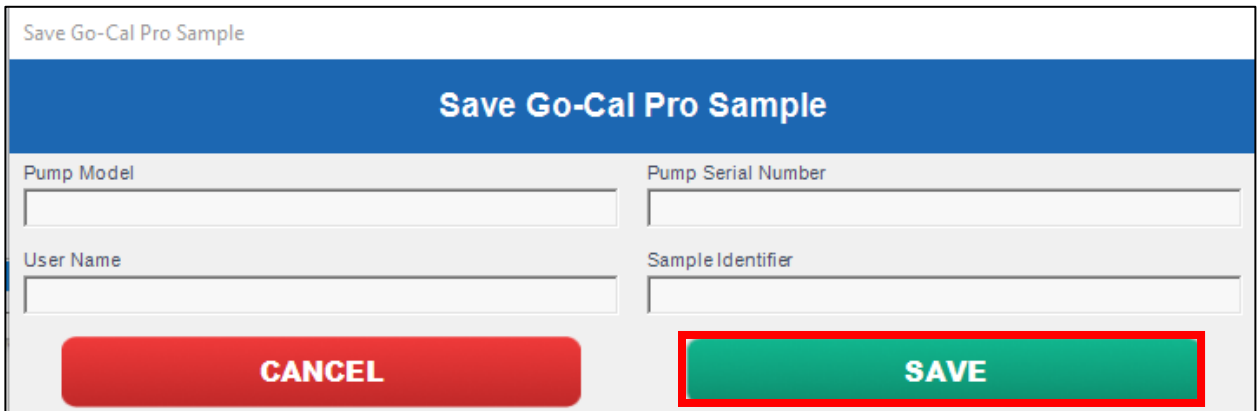 Save Go-Cal Pro Sample
Save Go-Cal Pro Sample
Pump Model
Pump Serial Number
User Name
Sample Identifier
CANCEL
SAVE